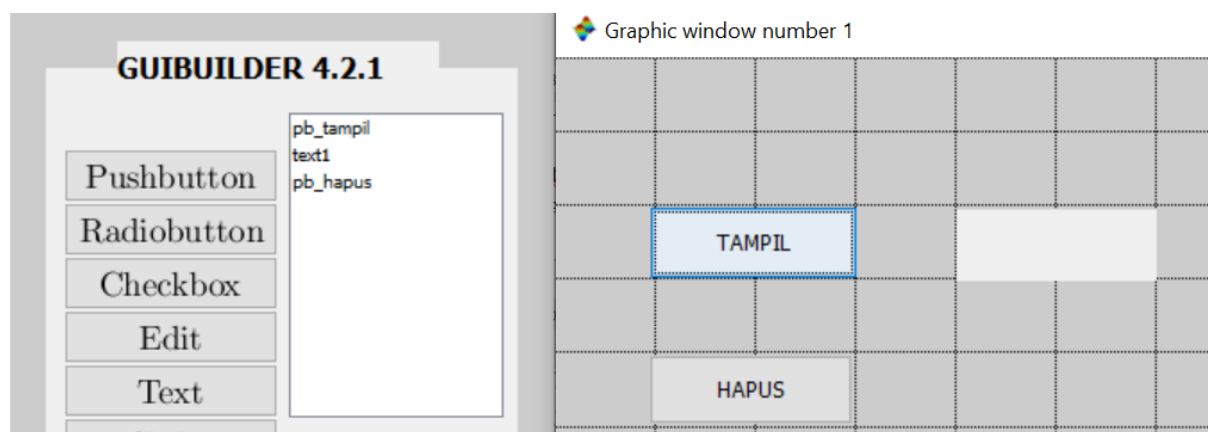 GUIBUILDER 4.2.1
pb_tampil
text1
pb_hapus
Pushbutton
Radiobutton
Checkbox
Edit
Text
Graphic window number 1
TAMPIL
HAPUS